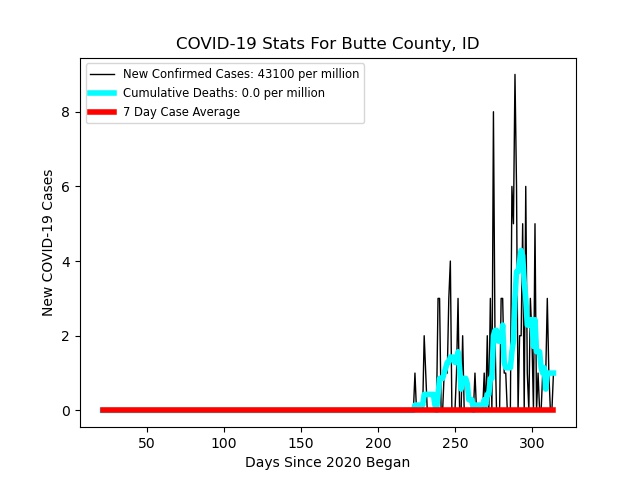 COVID-19 Stats For Butte County, ID
New Confirmed Cases: 43100 per million
Cumulative Deaths: 0.0 per million
7 Day Case Average
New COVID-19 Cases
8
6
4
2
0
50 100 150 200 250 300
Days Since 2020 Began